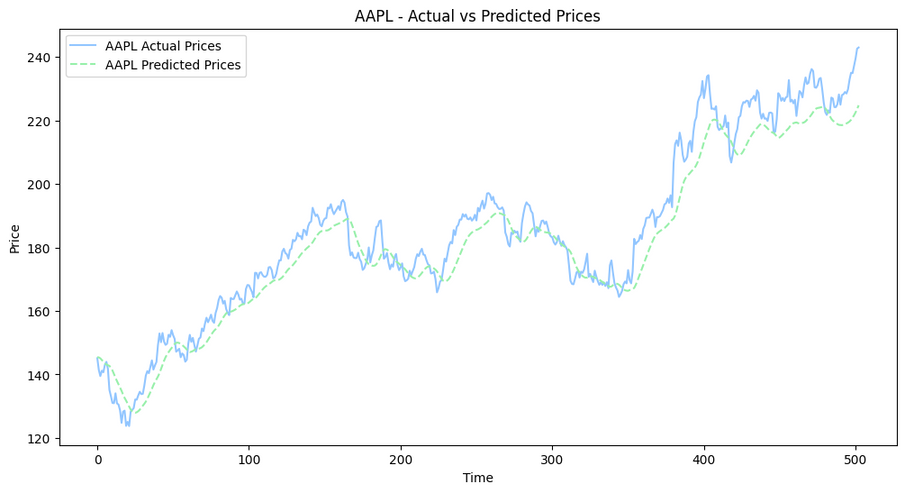 AAPL - Actual vs Predicted Prices
AAPL Actual Prices
AAPL Predicted Prices
240
220
200
180
160
140
120
Price
0
100
200
300
400
500
Time